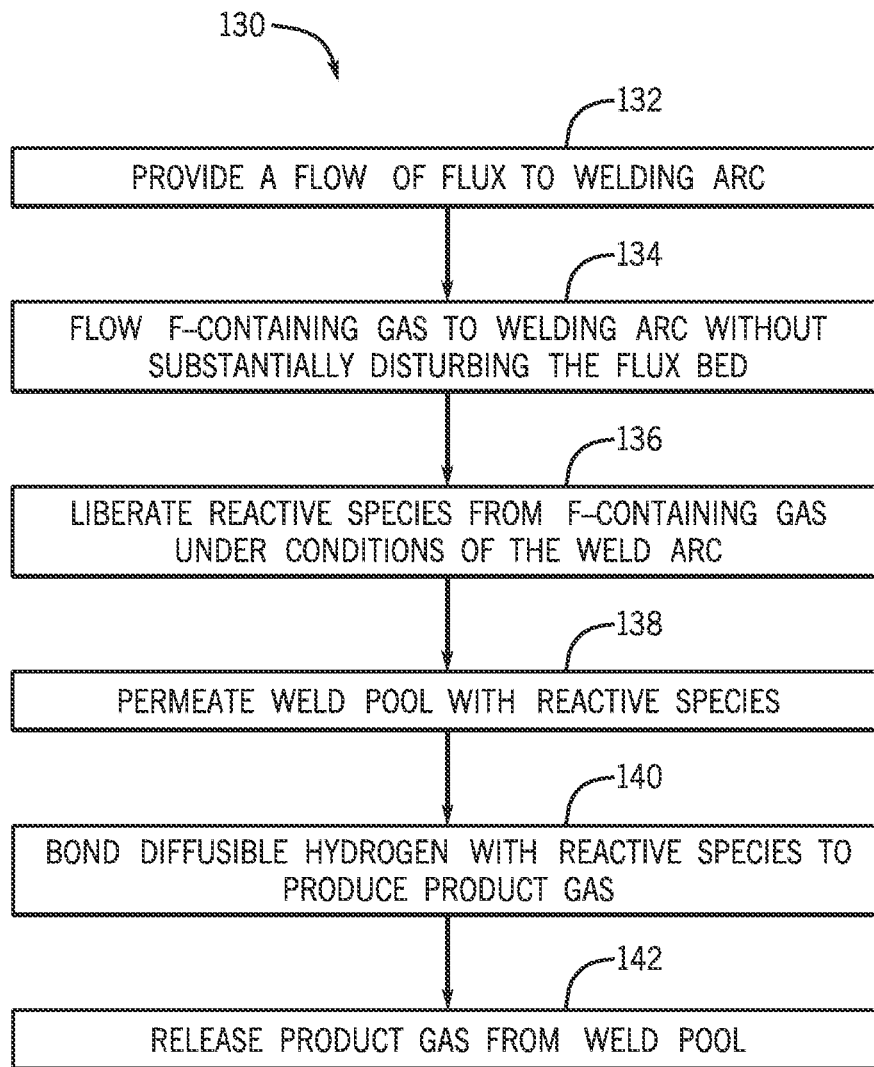 130
132
PROVIDE A FLOW OF FLUX TO WELDING ARC
134
FLOW F-CONTAINING GAS TO WELDING ARC WITHOUT
SUBSTANTIALLY DISTURBING THE FLUX BED
136
LIBERATE REACTIVE SPECIES FROM F-CONTAINING GAS
UNDER CONDITIONS OF THE WELD ARC
138
PERMEATE WELD POOL WITH REACTIVE SPECIES
140
BOND DIFFUSIBLE HYDROGEN WITH REACTIVE SPECIES TO
PRODUCE PRODUCT GAS
142
RELEASE PRODUCT GAS FROM WELD POOL